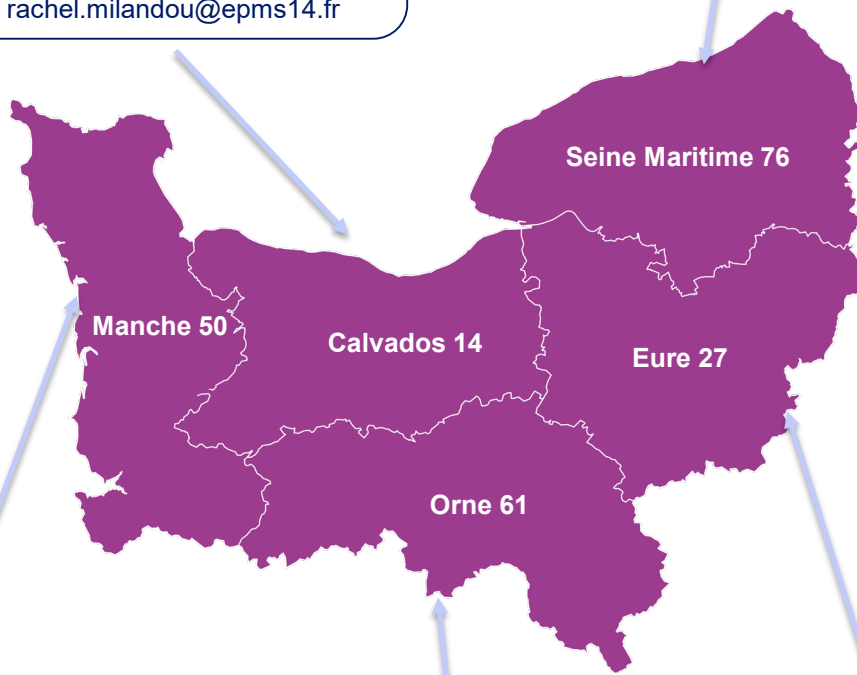 rachel.milandou@epms14.fr
Seine Maritime 76
Manche 50
Calvados 14
Eure 27
Orne 61